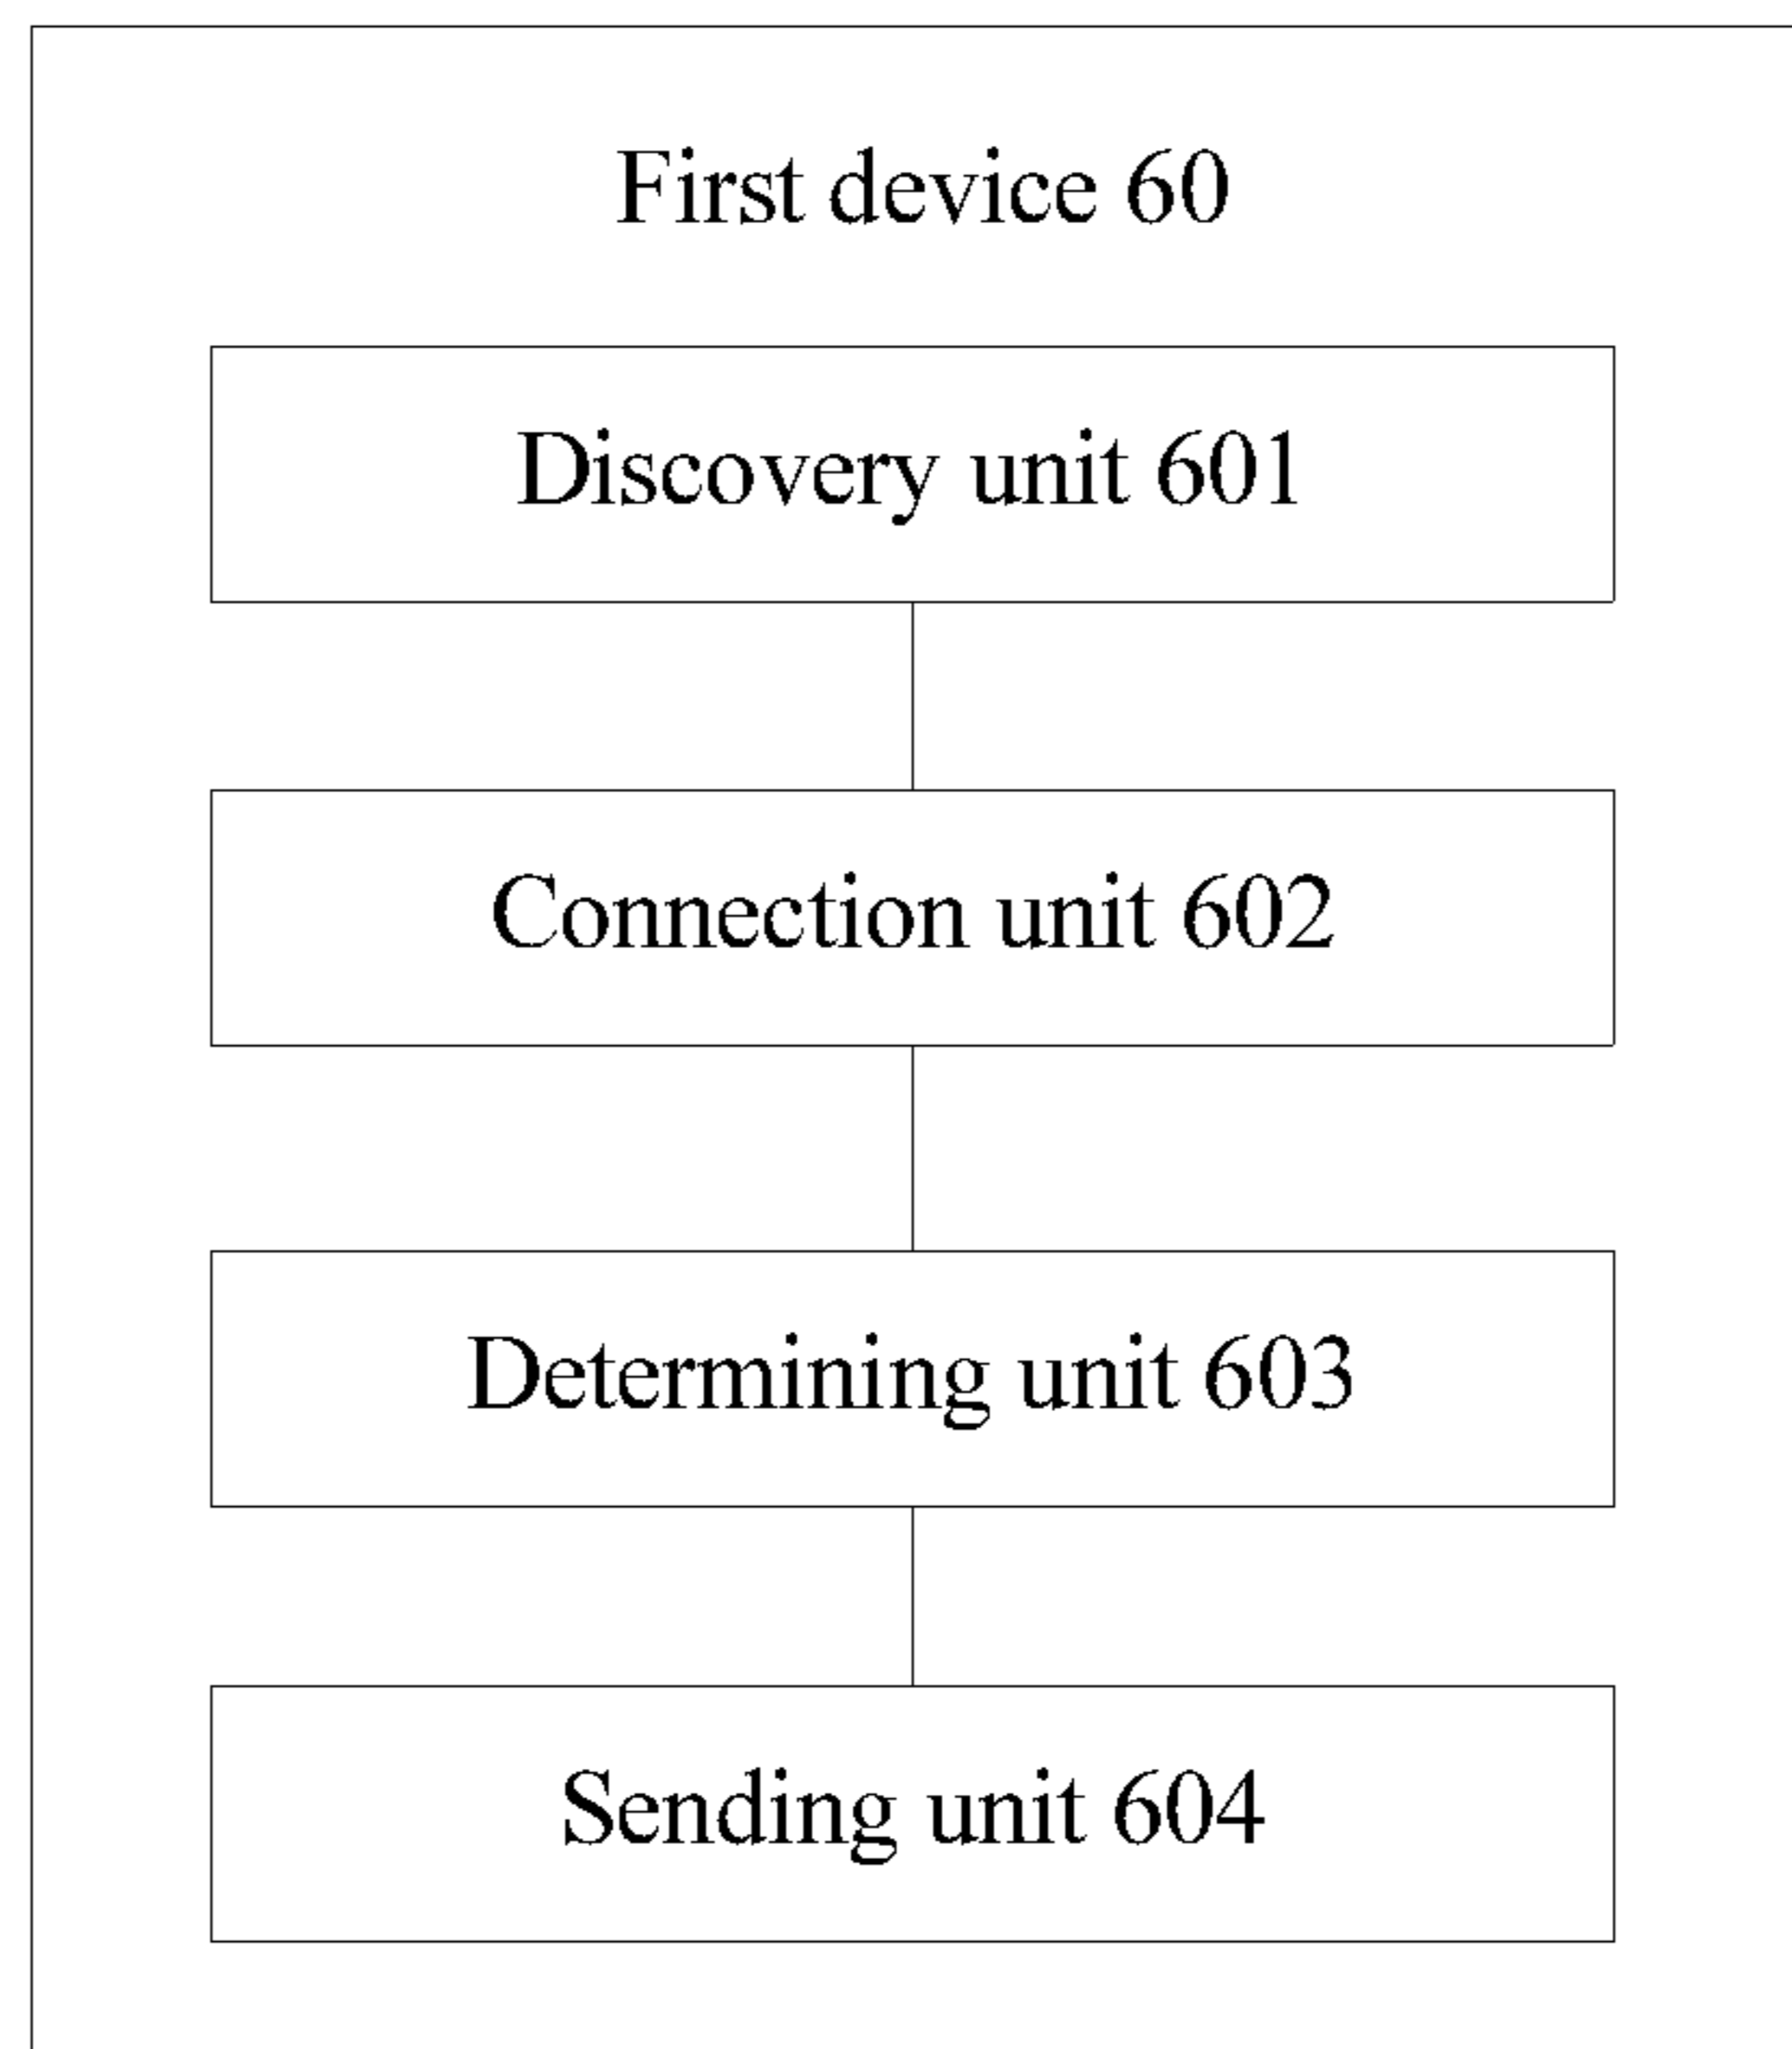 First device 60
Discovery unit 601
Connection unit 602
Determining unit 603
Sending unit 604